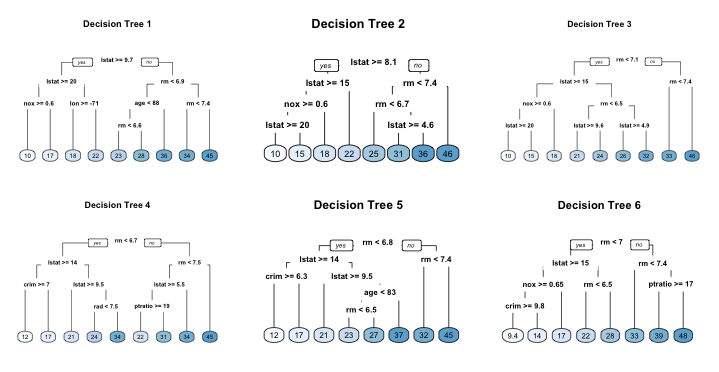 Decision Tree 1
yes lstat >= 9.7 no
lstat >= 20 rm < 6.9
nox >= 0.6 lon >= -71 age < 88 rm < 7.4
rm < 6.6
10 17 18 22 23 28 36 34 45
Decision Tree 2
yes lstat >= 8.1 no
lstat >= 15 rm < 7.4
nox >= 0.6 rm < 6.7
lstat >= 20 lstat >= 4.6
10 15 18 22 25 31 36 46
Decision Tree 3
yes rm < 7.1 no
lstat >= 15 rm < 7.4
nox >= 0.6 rm < 6.5
lstat >= 20 lstat >= 9.6 lstat >= 4.9
10 15 18 21 24 26 32 33 46
Decision Tree 4
yes rm < 6.7 no
lstat >= 14 rm < 7.5
crim >= 7 lstat >= 9.5 lstat >= 5.5
rad < 7.5 ptratio >= 19
12 17 21 24 34 22 31 34 45
Decision Tree 5
yes rm < 6.8 no
lstat >= 14 rm < 7.4
crim >= 6.3 lstat >= 9.5
age < 83
rm < 6.5
12 17 21 23 27 37 32 45
Decision Tree 6
yes rm < 7 no
lstat >= 15 rm < 7.4
nox >= 0.65 rm < 6.5 ptratio >= 17
crim >= 9.8
9.4 14 17 22 28 33 39 48